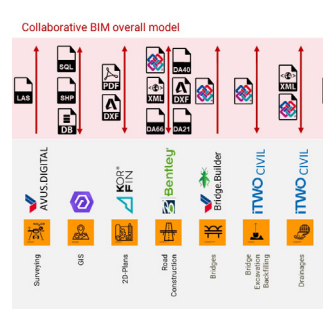 Collaborative BIM overall model
LAS
SQL
SHP
DB
PDF
DXF
XML
DA66
DA40
DXF
DA21
XML
AVUS.DIGITAL
KOR®
FIN
Bentley
Bridge.Builder
iTWO CIVIL
iTWO CIVIL
Surveying
GIS
2D-Plans
Road
Construction
Bridges
Bridge
Excavation
Backfilling
Drainages